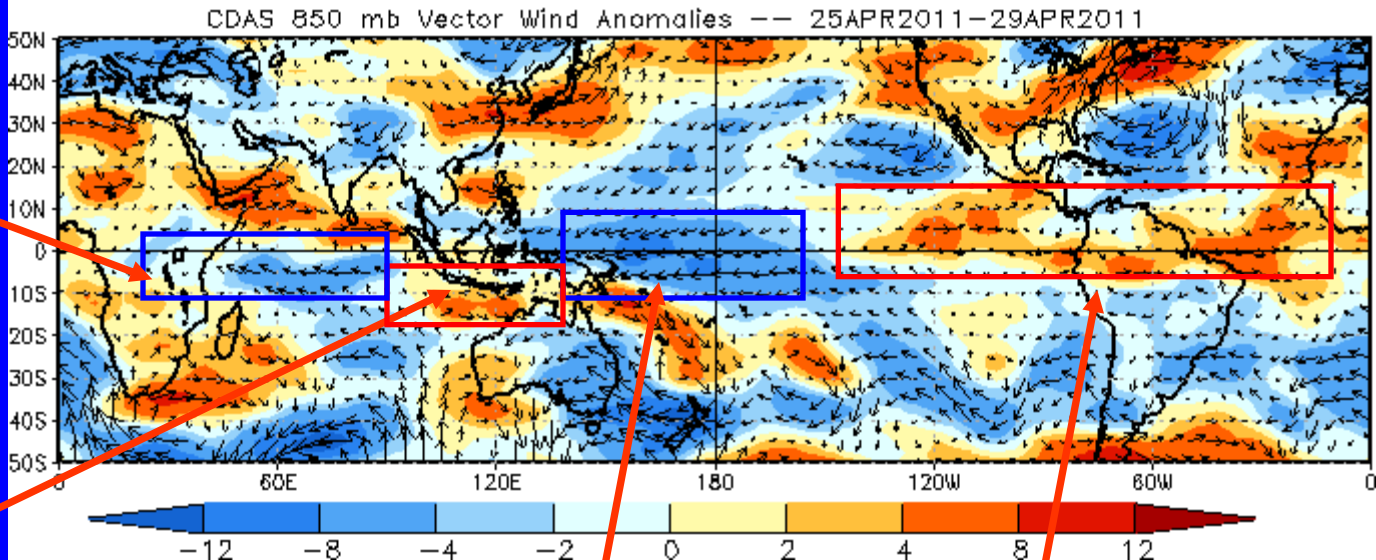 CDAS 850 mb Vector Wind Anomalies -- 25APR2011-29APR2011
50N
40N
30N
20N
10N
0
10S
20S
30S
40S
50S
0 60E 120E 180 120W 60W 0
-12 -8 -4 -2 0 2 4 8 12